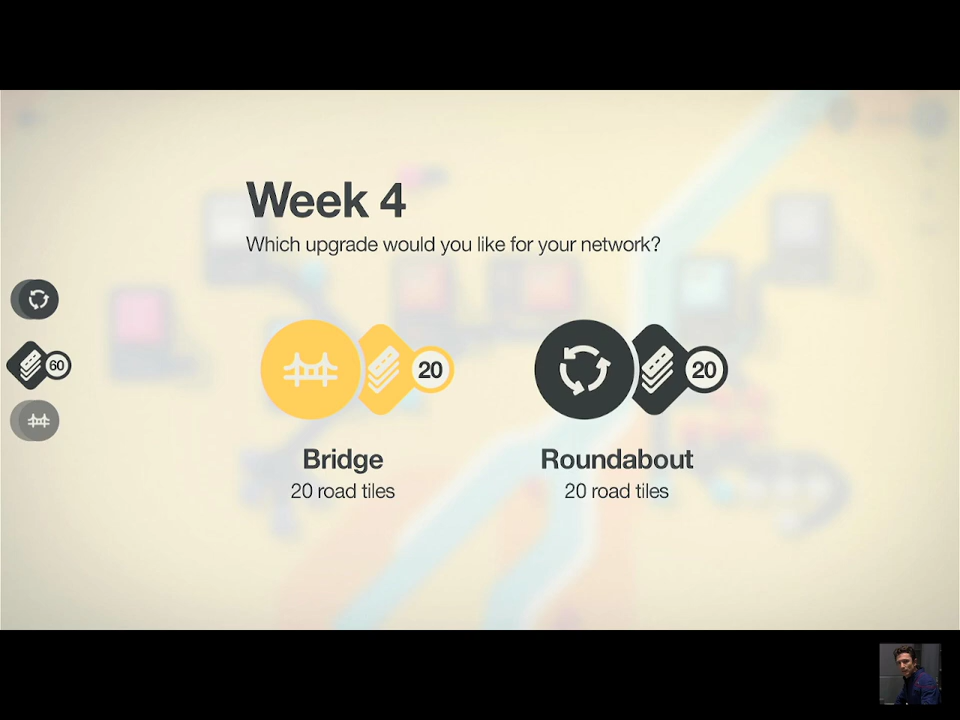 Week 4
Which upgrade would you like for your network?
60
20
20
Bridge
Roundabout
20 road tiles
20 road tiles